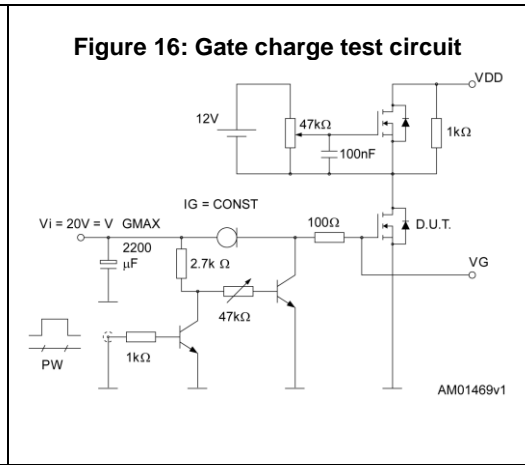 Figure 16: Gate charge test circuit
VDD
12V
47kΩ
1kΩ
100nF
IG = CONST
Vi = 20V = V GMAX
100Ω
D.U.T.
2200
μF
2.7k Ω
VG
47kΩ
1kΩ
PW
AM01469v1